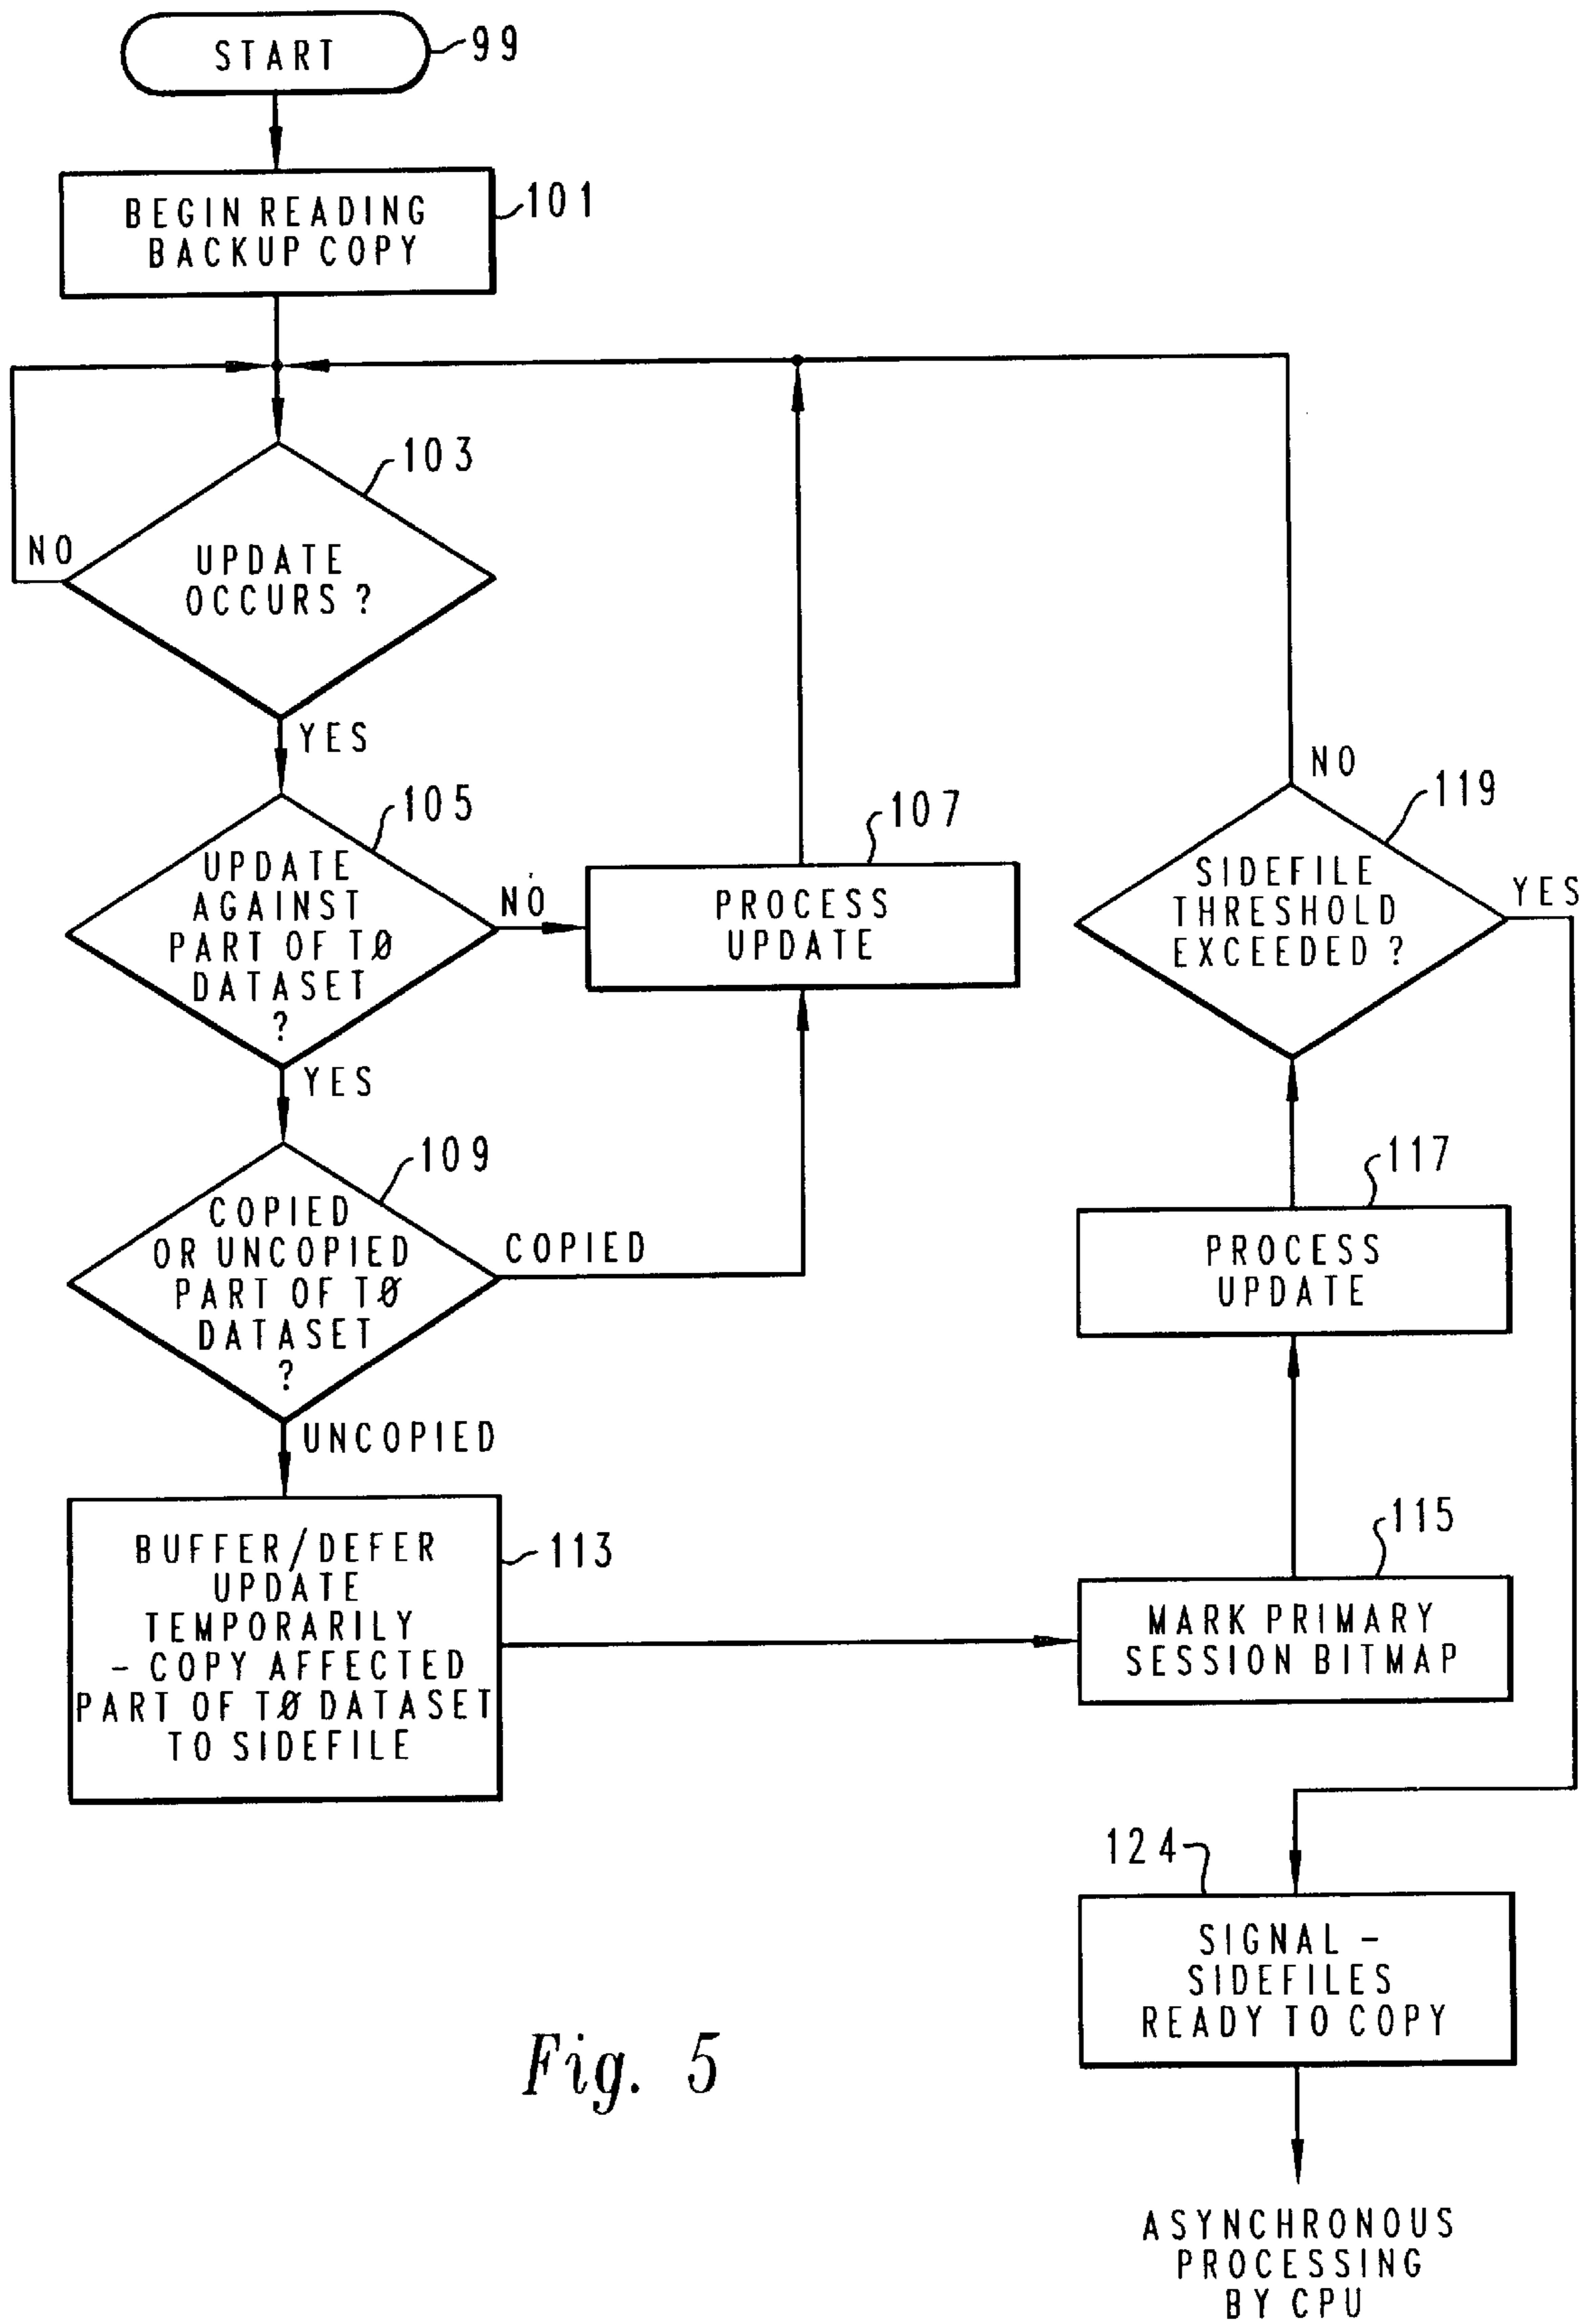 START
99
BEGIN READING
BACKUP COPY
101
103
NO
UPDATE
OCCURS ?
YES
105
UPDATE
AGAINST
PART OF TØ
DATASET
?
NO
107
PROCESS
UPDATE
YES
109
COPIED
OR UNCOPIED
PART OF TØ
DATASET
?
COPIED
UNCOPIED
BUFFER/DEFER
UPDATE
TEMPORARILY
- COPY AFFECTED
PART OF TØ DATASET
TO SIDEFILE
113
NO
119
SIDEFILE
THRESHOLD
EXCEEDED ?
YES
117
PROCESS
UPDATE
115
MARK PRIMARY
SESSION BITMAP
124
SIGNAL -
SIDEFILES
READY TO COPY
ASYNCHRONOUS
PROCESSING
BY CPU
Fig. 5